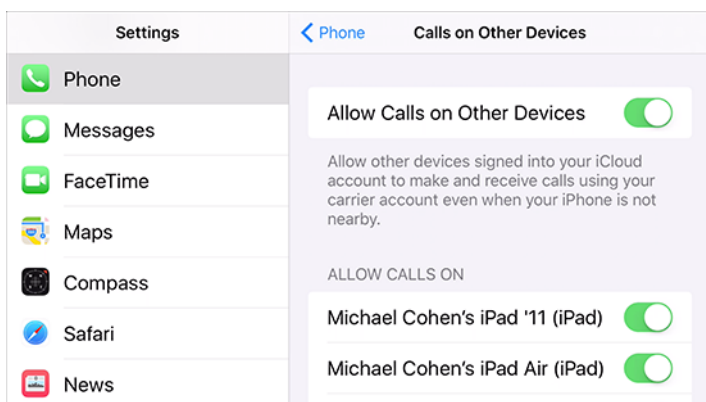 Settings
Phone
Messages
FaceTime
Maps
Compass
Safari
News
Phone
Calls on Other Devices
Allow Calls on Other Devices
Allow other devices signed into your iCloud
account to make and receive calls using your
carrier account even when your iPhone is not
nearby.
ALLOW CALLS ON
Michael Cohen's iPad '11 (iPad)
Michael Cohen's iPad Air (iPad)